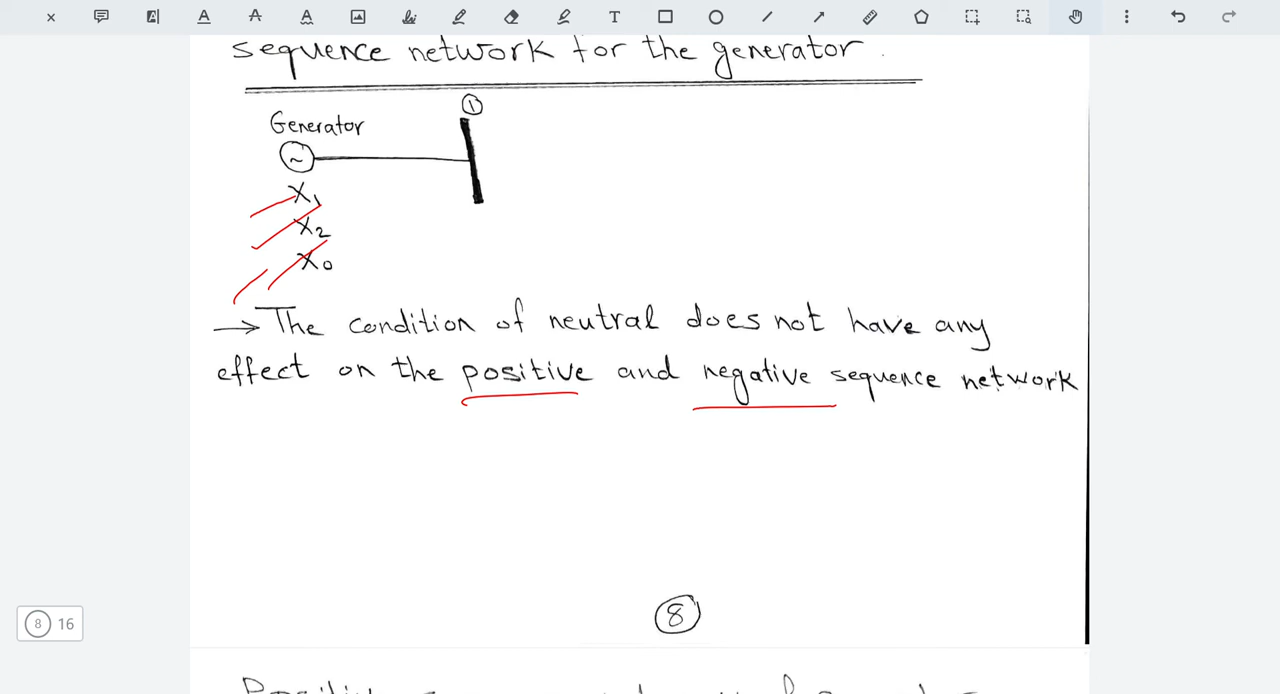 T
sequence network for the generator.
①
Generator
~
X₁
X₂
X₀
→ The condition of neutral does not have any
effect on the positive and negative sequence network
8
8 16
Positive